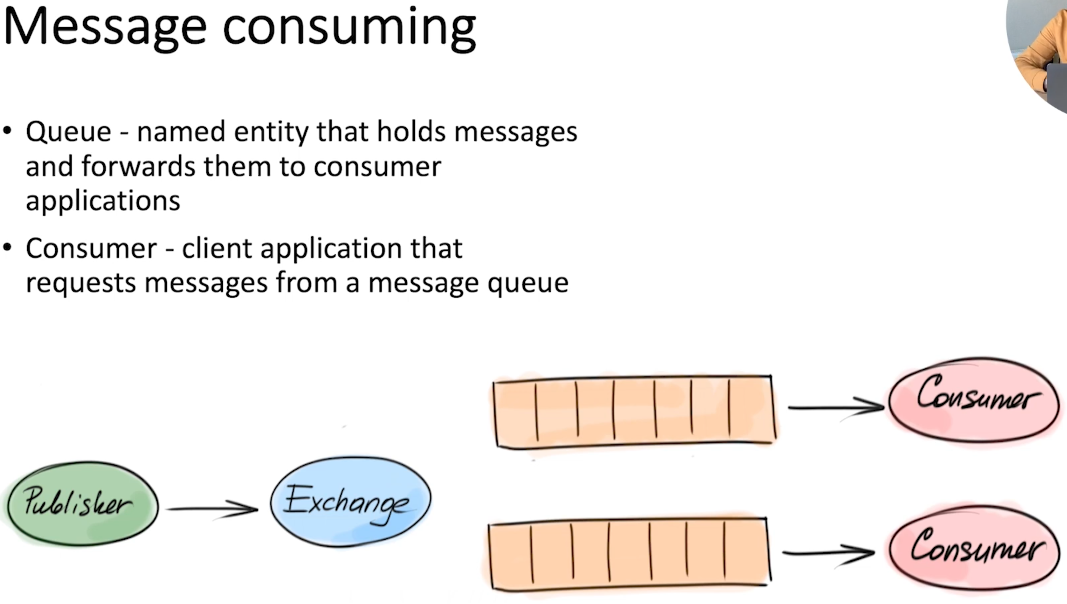 Message consuming
• Queue - named entity that holds messages
and forwards them to consumer
applications
• Consumer - client application that
requests messages from a message queue
Consumer
Publisher
Exchange
Consumer